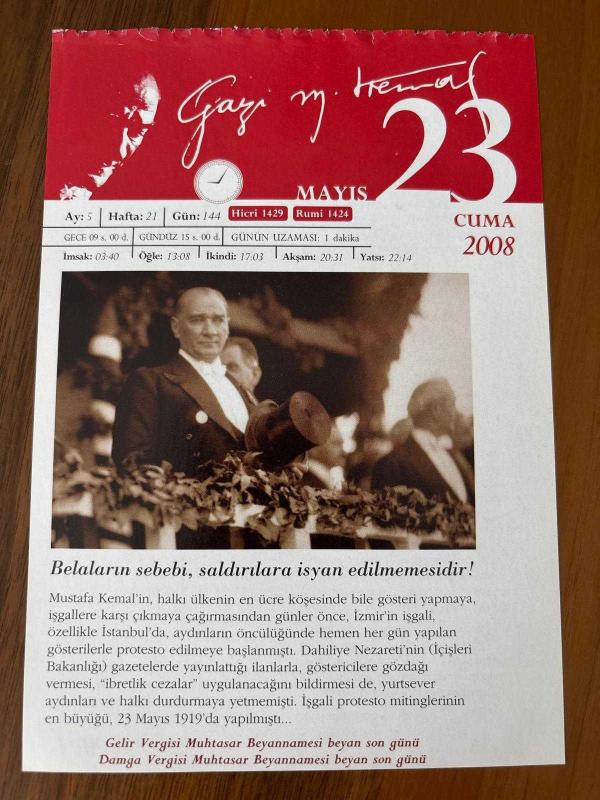 Gazi M. Kemal
MAYIS 23
Ay: 5 Hafta: 21 Gün: 144 Hicri 1429 Rumi 1424
CUMA
2008
GECE 09 s. 00 d. GÜNDÜZ 15 s. 00 d. GÜNÜN UZAMASI: 1 dakika
İmsak: 03:40 Öğle: 13:08 İkindi: 17:03 Akşam: 20:31 Yatsı: 22:14
Belaların sebebi, saldırılara isyan edilmemesidir!
Mustafa Kemal'in, halkı ülkenin en ücre köşesinde bile gösteri yapmaya,
işgallere karşı çıkmaya çağırmasından günler önce, İzmir'in işgali,
özellikle İstanbul'da, aydınların öncülüğünde hemen her gün yapılan
gösterilerle protesto edilmeye başlanmıştı. Dahiliye Nezareti'nin (İçişleri
Bakanlığı) gazetelerde yayınlattığı ilanlarla, göstericilere gözdağı
vermesi, "ibretlik cezalar" uygulanacağını bildirmesi de, yurtsever
aydınları ve halkı durdurmaya yetmemişti. İşgali protesto mitinglerinin
en büyüğü, 23 Mayıs 1919'da yapılmıştı...
Gelir Vergisi Muhtasar Beyannamesi beyan son günü
Damga Vergisi Muhtasar Beyannamesi beyan son günü